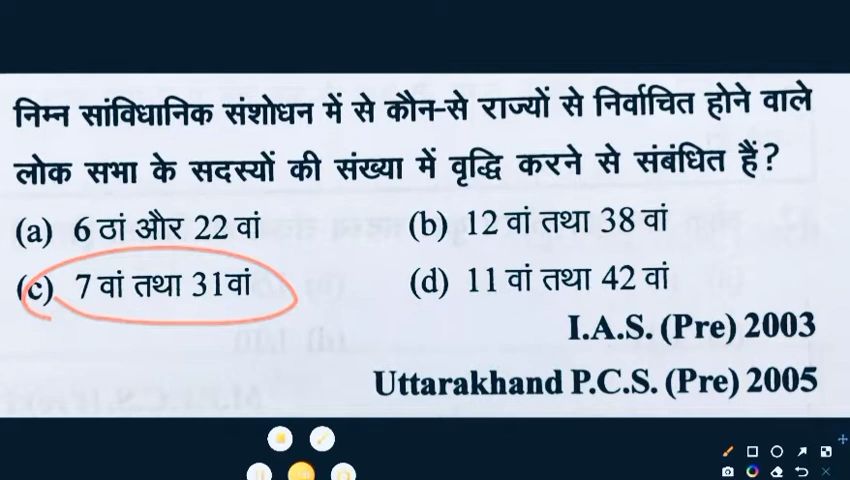 निम्न सांविधानिक संशोधन में से कौन-से राज्यों से निर्वाचित होने वाले
लोक सभा के सदस्यों की संख्या में वृद्धि करने से संबंधित हैं?
(a) 6 ठां और 22 वां (b) 12 वां तथा 38 वां
(c) 7 वां तथा 31वां (d) 11 वां तथा 42 वां
I.A.S. (Pre) 2003
Uttarakhand P.C.S. (Pre) 2005